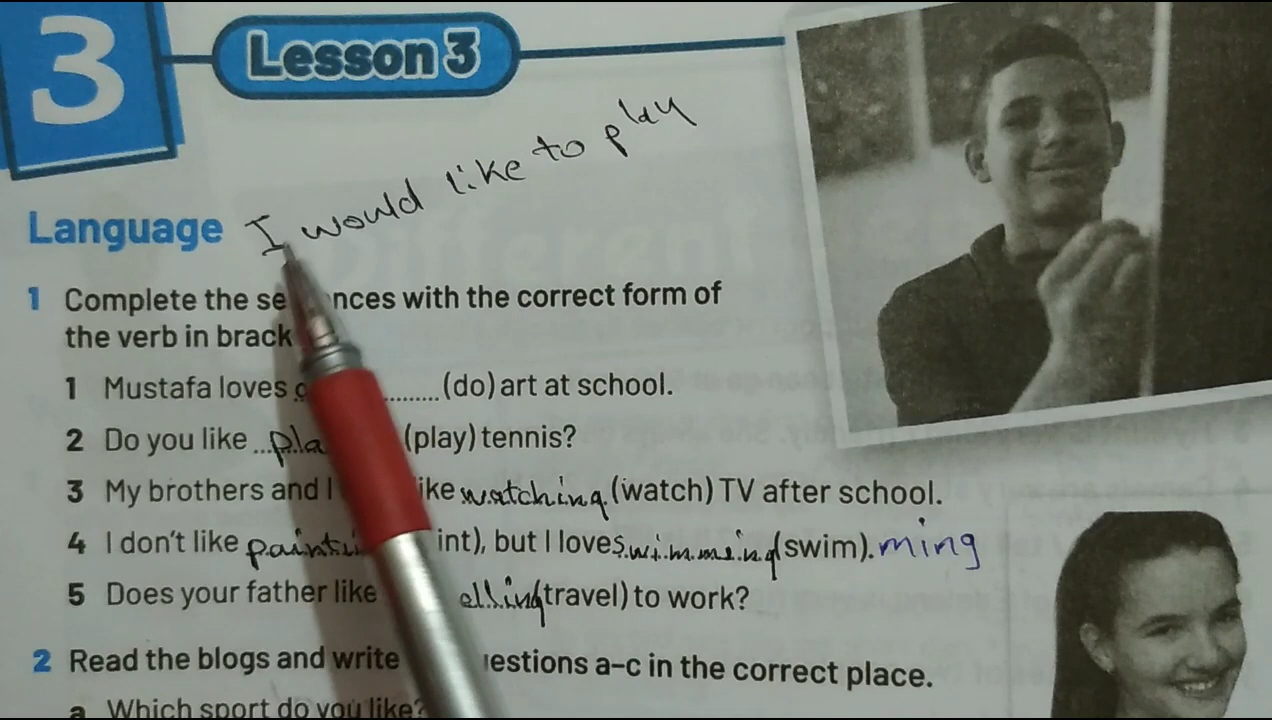 3
Lesson 3
I would like to play
Language
1 Complete the se nces with the correct form of
the verb in brack
1 Mustafa loves ......... (do) art at school.
2 Do you like ...pla (play) tennis?
3 My brothers and I ike watching (watch) TV after school.
4 I don't like painti int), but I love swimming (swim). ming
5 Does your father like elling (travel) to work?
2 Read the blogs and write estions a–c in the correct place.
a Which sport do you like?